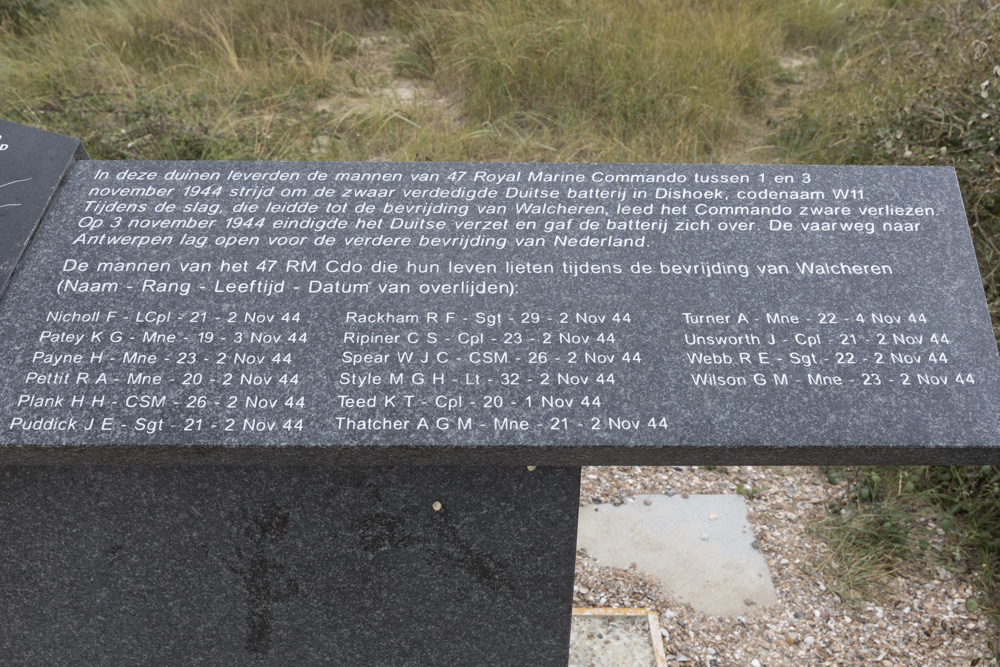 In deze duinen leverden de mannen van 47 Royal Marine Commando tussen 1 en 3
november 1944 strijd om de zwaar verdedigde Duitse batterij in Dishoek, codenaam W11.
Tijdens de slag, die leidde tot de bevrijding van Walcheren, leed het Commando zware verliezen.
Op 3 november 1944 eindigde het Duitse verzet en gaf de batterij zich over. De vaarweg naar
Antwerpen lag open voor de verdere bevrijding van Nederland.
De mannen van het 47 RM Cdo die hun leven lieten tijdens de bevrijding van Walcheren
(Naam - Rang - Leeftijd - Datum van overlijden):
Nicholl F - LCpl - 21 - 2 Nov 44
Patey K G - Mne - 19 - 3 Nov 44
Payne H - Mne - 23 - 2 Nov 44
Pettit R A - Mne - 20 - 2 Nov 44
Plank H H - CSM - 26 - 2 Nov 44
Puddick J E - Sgt - 21 - 2 Nov 44
Rackham R F - Sgt - 29 - 2 Nov 44
Ripiner C S - Cpl - 23 - 2 Nov 44
Spear W J C - CSM - 26 - 2 Nov 44
Style M G H - Lt - 32 - 2 Nov 44
Teed K T - Cpl - 20 - 1 Nov 44
Thatcher A G M - Mne - 21 - 2 Nov 44
Turner A - Mne - 22 - 4 Nov 44
Unsworth J - Cpl - 21 - 2 Nov 44
Webb R E - Sgt - 22 - 2 Nov 44
Wilson G M - Mne - 23 - 2 Nov 44